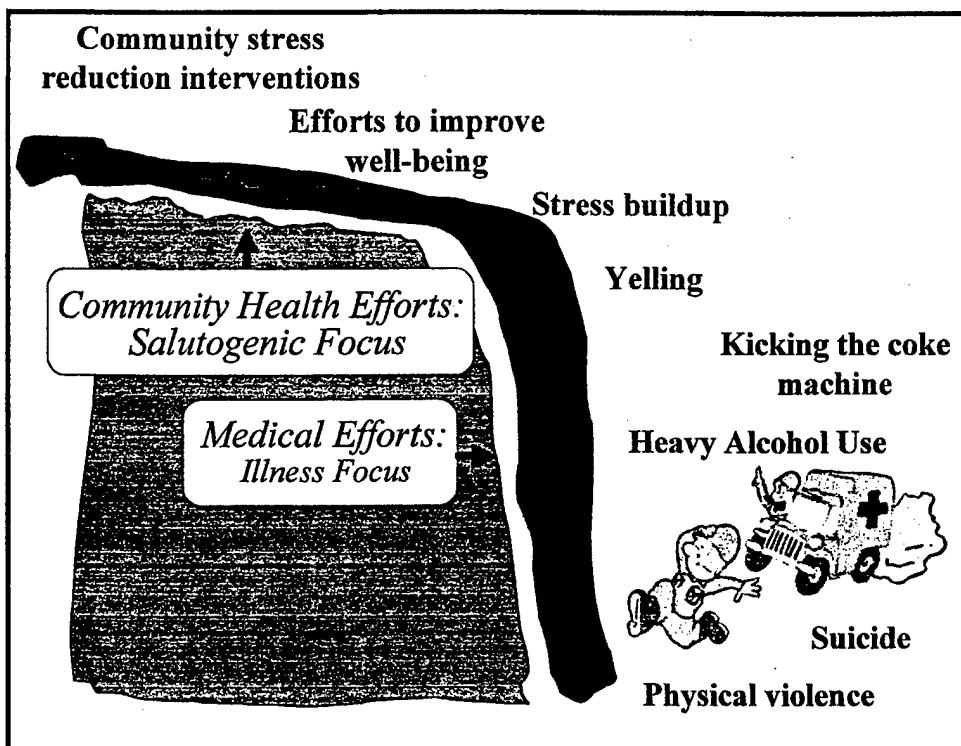 Community stress
reduction interventions
Efforts to improve
well-being
Stress buildup
Yelling
Community Health Efforts:
Salutogenic Focus
Kicking the coke
machine
Medical Efforts:
Illness Focus
Heavy Alcohol Use
Suicide
Physical violence